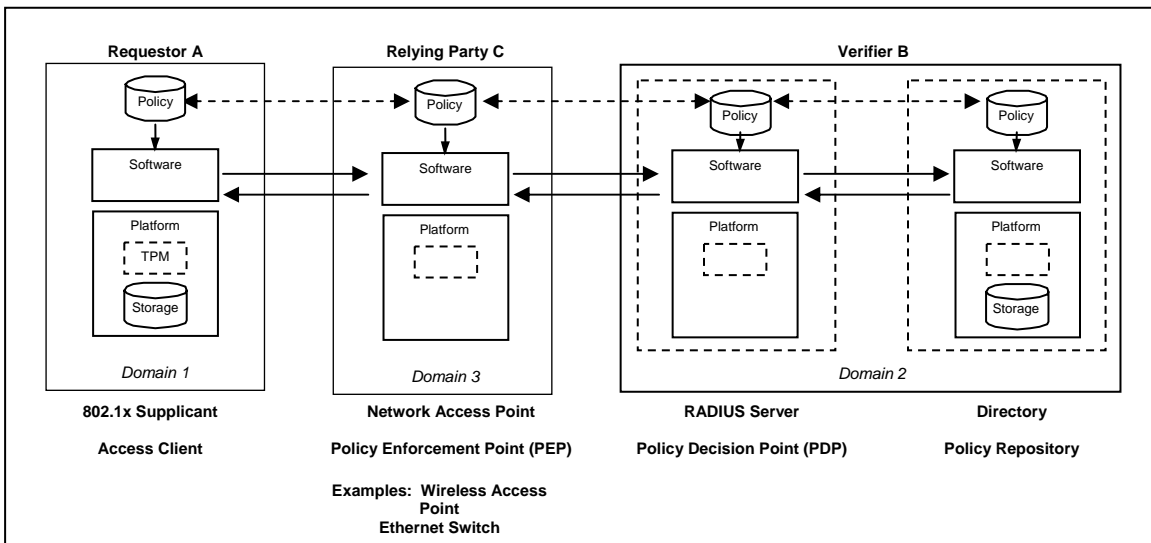 Requestor A
Relying Party C
Verifier B
Policy
Policy
Policy
Policy
Software
Software
Software
Software
Platform
Platform
Platform
Platform
TPM
Storage
Storage
Domain 1
Domain 3
Domain 2
802.1x Supplicant
Network Access Point
RADIUS Server
Directory
Access Client
Policy Enforcement Point (PEP)
Policy Decision Point (PDP)
Policy Repository
Examples: Wireless Access
Point
Ethernet Switch